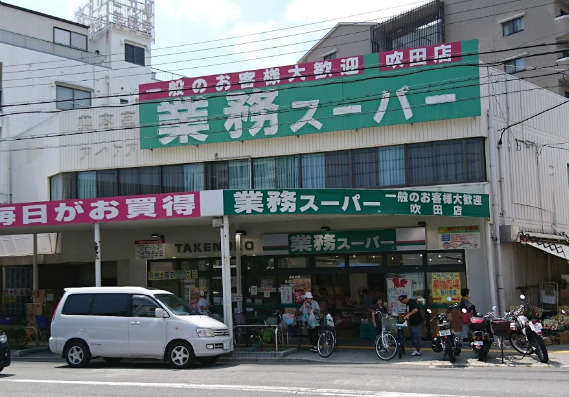 一般のお客様大歓迎 吹田店
業務スーパー
毎日がお買得
業務スーパー 一般のお客様大歓迎
吹田店
TAKENOKO
業務スーパー